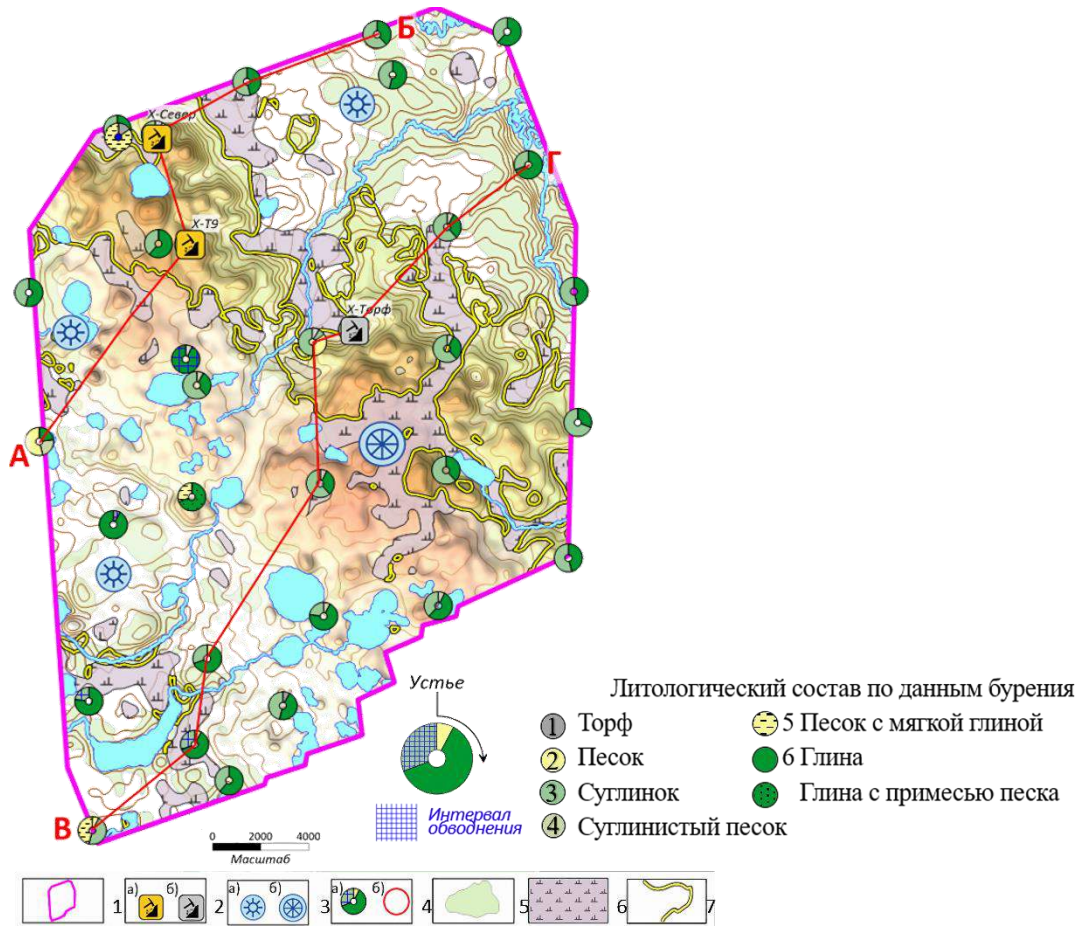 Б
Х-Север
Г
Х-Т9
Х-Торф
А
В
Устье
Интервал
обводнения
0 2000 4000
Масштаб
Литологический состав по данным бурения
1 Торф
2 Песок
3 Суглинок
4 Суглинистый песок
5 Песок с мягкой глиной
6 Глина
Глина с примесью песка
1 а) б) 2 а) б) 3 а) б) 4 5 6 7